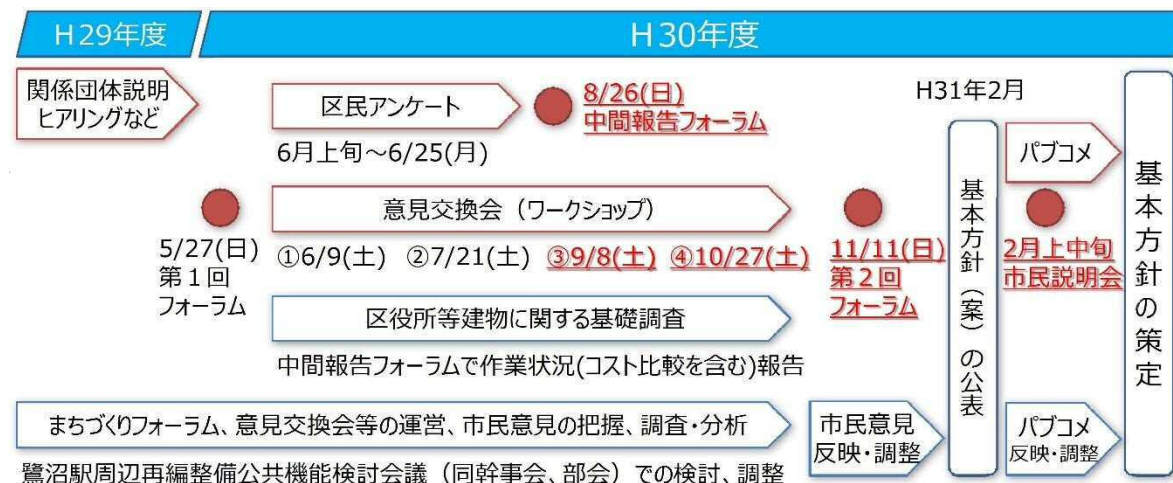 H29年度
H30年度
関係団体説明
ヒアリングなど
区民アンケート
8/26(日)
中間報告フォーラム
6月上旬～6/25(月)
H31年2月
パブコメ
基本方針の策定
基本方針（案）の公表
意見交換会（ワークショップ）
5/27(日)
第１回
フォーラム
①6/9(土) ②7/21(土) ③9/8(土) ④10/27(土)
11/11(日)
第２回
フォーラム
2月上中旬
市民説明会
区役所等建物に関する基礎調査
中間報告フォーラムで作業状況(コスト比較を含む)報告
まちづくりフォーラム、意見交換会等の運営、市民意見の把握、調査・分析
市民意見
反映・調整
パブコメ
反映・調整
鷺沼駅周辺再編整備公共機能検討会議（同幹事会、部会）での検討、調整